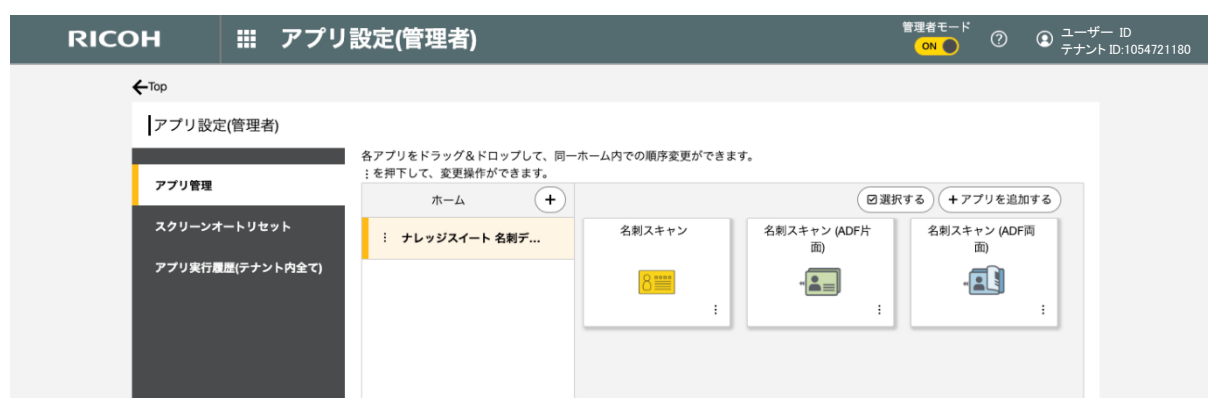 RICOH
アプリ設定(管理者)
管理者モード
ON
ユーザー ID
テナント ID:1054721180
Top
アプリ設定(管理者)
アプリ管理
スクリーンオートリセット
アプリ実行履歴(テナント内全て)
各アプリをドラッグ&ドロップして、同一ホーム内での順序変更ができます。
⋮を押下して、変更操作ができます。
ホーム
ナレッジスイート 名刺デ...
選択する
+ アプリを追加する
名刺スキャン
名刺スキャン (ADF片
面)
名刺スキャン (ADF両
面)